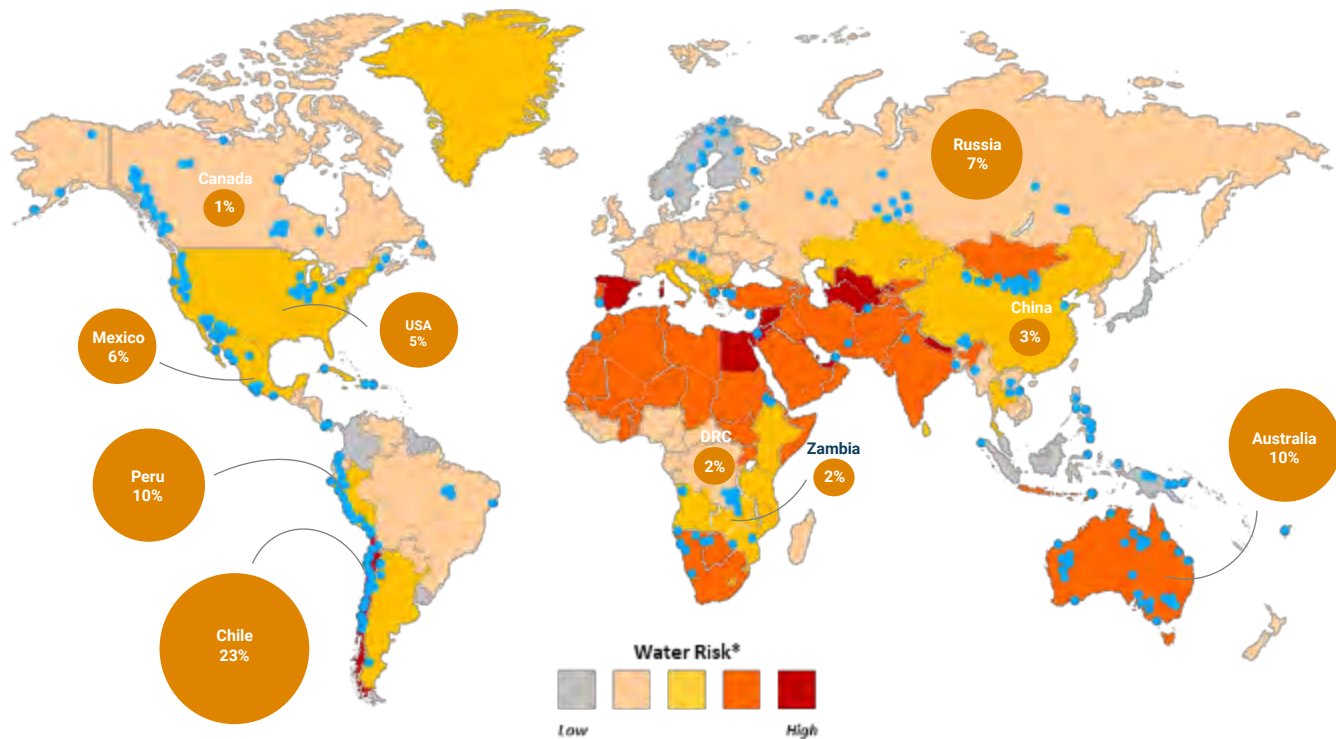 Canada
1%
Russia
7%
Mexico
6%
USA
5%
China
3%
Peru
10%
DRC
2%
Zambia
2%
Australia
10%
Chile
23%
Water Risk*
Low
High